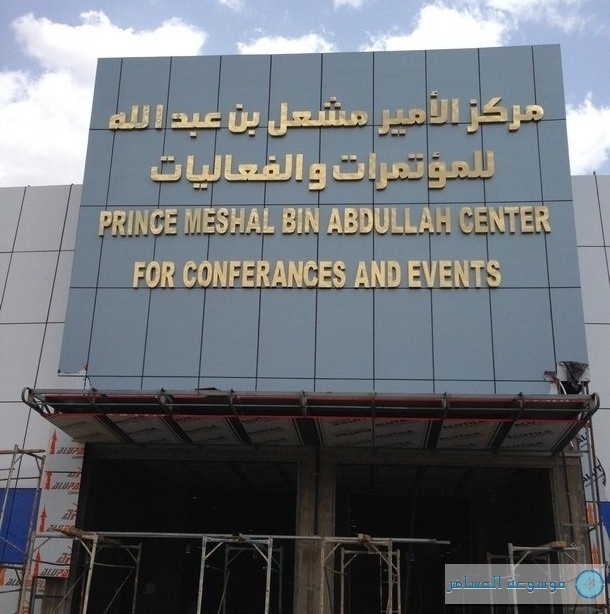 مركز الأمير مشعل بن عبد الله
للمؤتمرات والفعاليات
PRINCE MESHAL BIN ABDULLAH CENTER
FOR CONFERANCES AND EVENTS
موسوعة المسافر